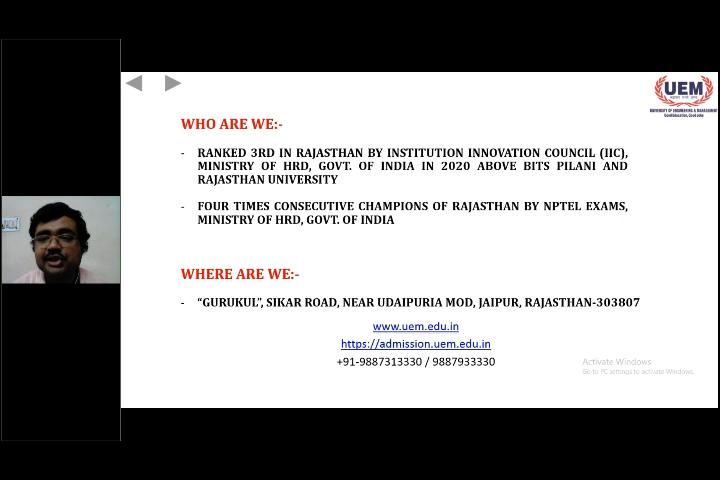 UEM
UNIVERSITY OF ENGINEERING & MANAGEMENT
Good Education, Good Jobs
WHO ARE WE:-
- RANKED 3RD IN RAJASTHAN BY INSTITUTION INNOVATION COUNCIL (IIC),
MINISTRY OF HRD, GOVT. OF INDIA IN 2020 ABOVE BITS PILANI AND
RAJASTHAN UNIVERSITY
- FOUR TIMES CONSECUTIVE CHAMPIONS OF RAJASTHAN BY NPTEL EXAMS,
MINISTRY OF HRD, GOVT. OF INDIA
WHERE ARE WE:-
- “GURUKUL”, SIKAR ROAD, NEAR UDAIPURIA MOD, JAIPUR, RAJASTHAN-303807
www.uem.edu.in
https://admission.uem.edu.in
+91-9887313330 / 9887933330
Activate Windows
Go to PC settings to activate Windows.